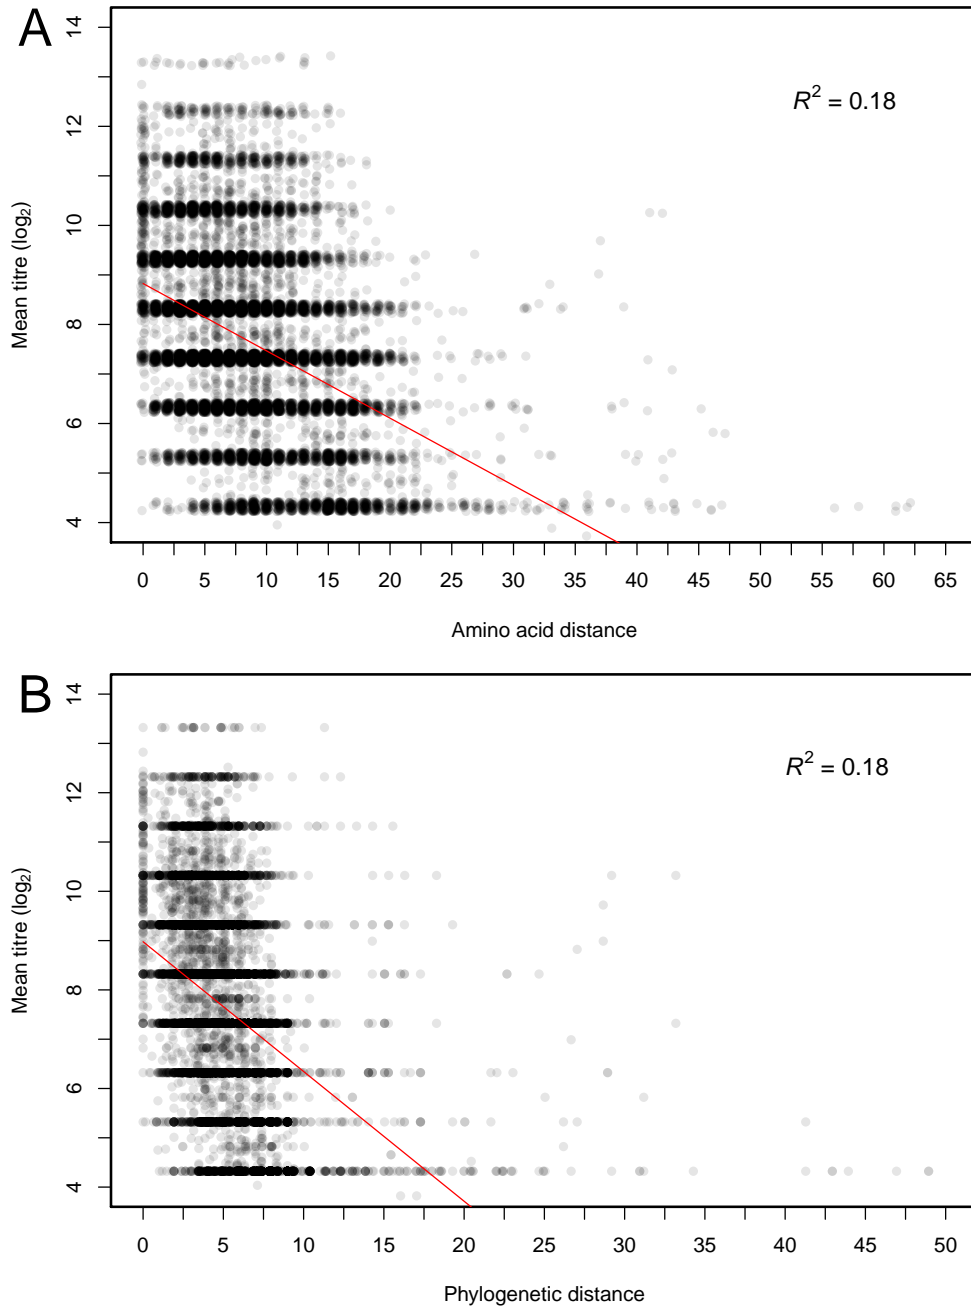 A
14
12
10
8
6
4
Mean titre (log₂)
R² = 0.18
0 5 10 15 20 25 30 35 40 45 50 55 60 65
Amino acid distance
B
14
12
10
8
6
4
Mean titre (log₂)
R² = 0.18
0 5 10 15 20 25 30 35 40 45 50
Phylogenetic distance